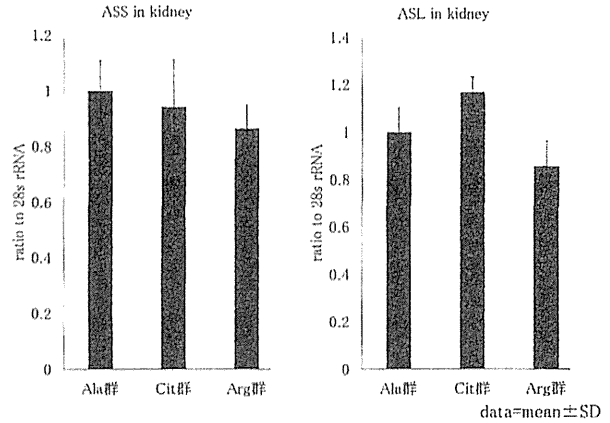 ASS in kidney
1.2
1
0.8
0.6
0.4
0.2
0
ratio to 28s rRNA
Ala群 Cit群 Arg群
ASL in kidney
1.4
1.2
1
0.8
0.6
0.4
0.2
0
ratio to 28s rRNA
Ala群 Cit群 Arg群
data=mean±SD